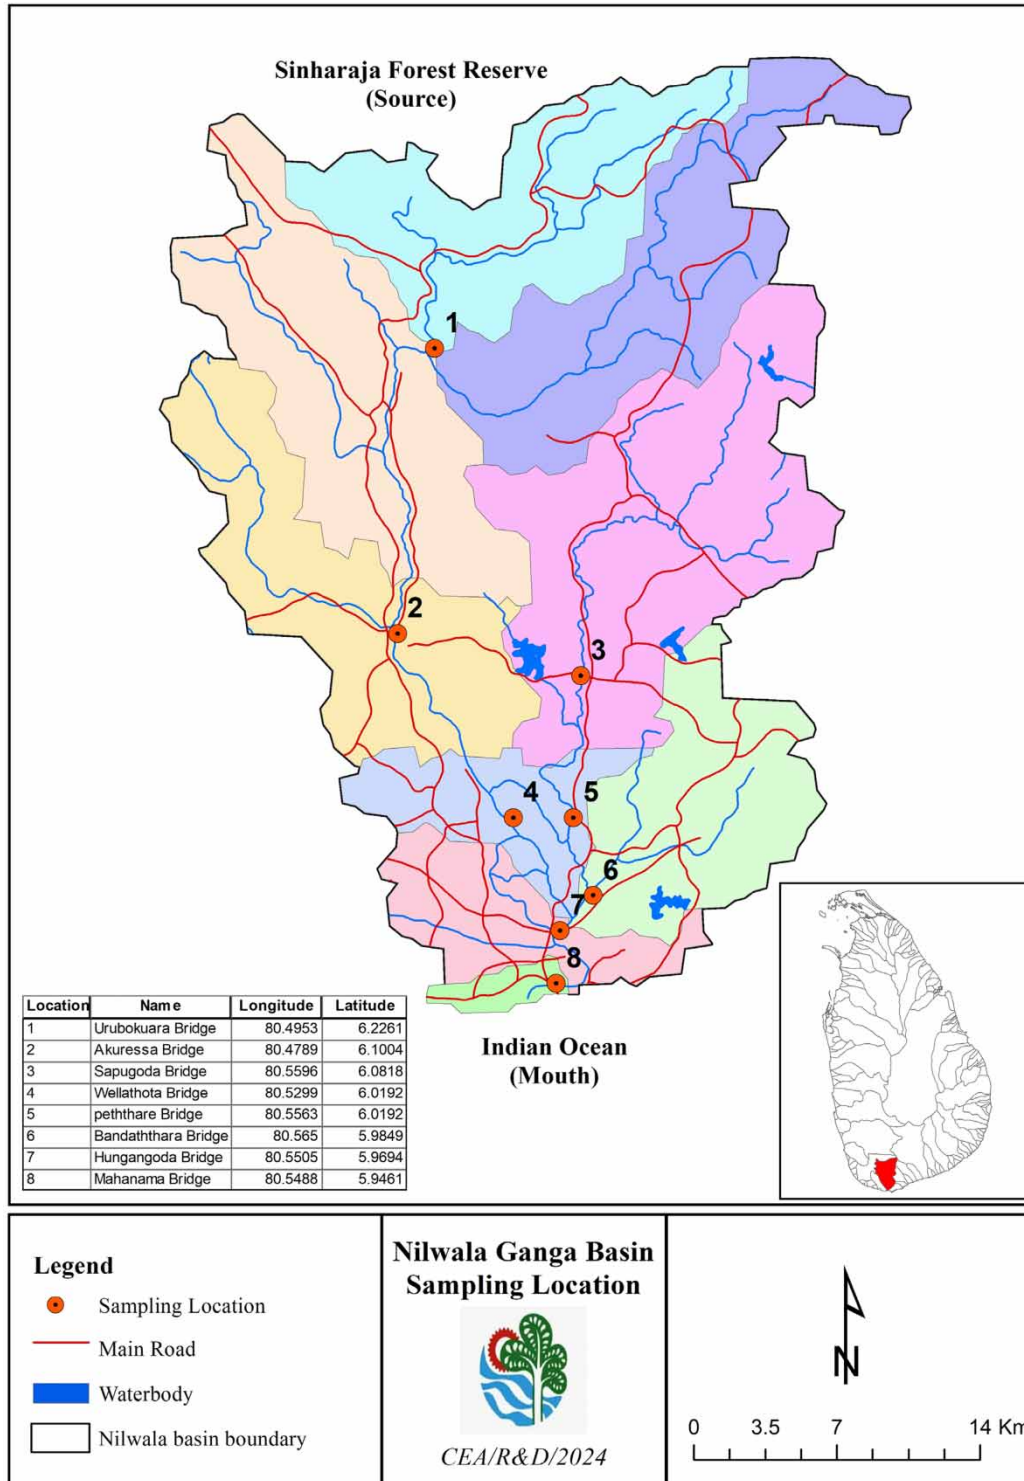 Sinharaja Forest Reserve
(Source)
1
2
3
4
5
6
7
8
Location Name Longitude Latitude
1 Urubokuara Bridge 80.4953 6.2261
2 Akuressa Bridge 80.4789 6.1004
3 Sapugoda Bridge 80.5596 6.0818
4 Wellathota Bridge 80.5299 6.0192
5 peththare Bridge 80.5563 6.0192
6 Bandaththara Bridge 80.565 5.9849
7 Hungangoda Bridge 80.5505 5.9694
8 Mahanama Bridge 80.5488 5.9461
Indian Ocean
(Mouth)
Legend
Sampling Location
Main Road
Waterbody
Nilwala basin boundary
Nilwala Ganga Basin
Sampling Location
CEA/R&D/2024
N
0 3.5 7 14 Km